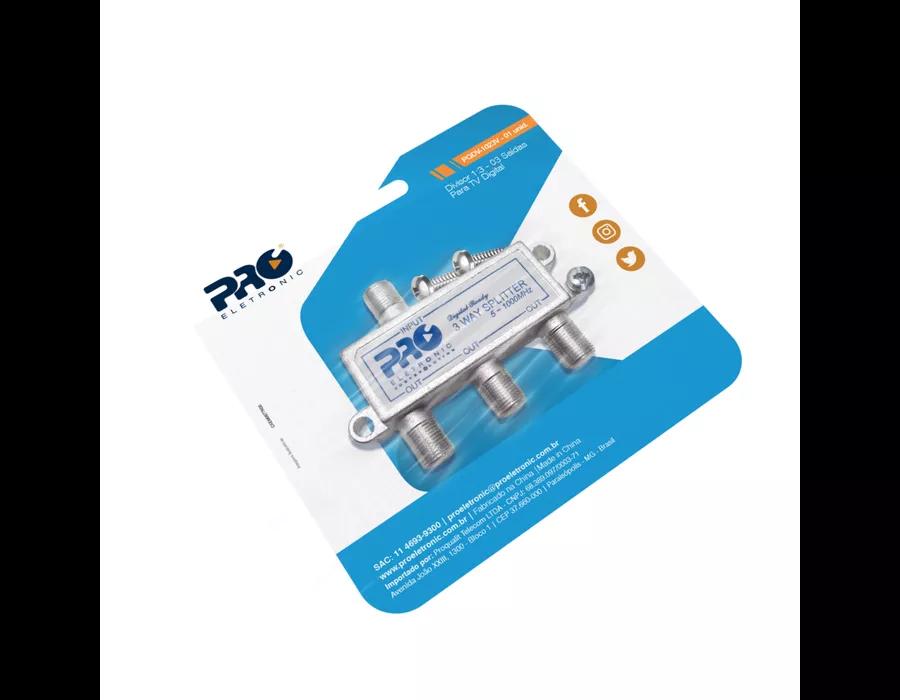 PQDV-1023V - 01 unid.
Divisor 1:3 - 03 Saídas
Para TV Digital
PRO
ELETRONIC
INPUT
Digital Ready
3 WAY SPLITTER
5 – 1000MHz
PRO
ELETRONIC
OUT
OUT
OUT
SAC: 11 4693-9300 | proeletronic@proeletronic.com.br
www.proeletronic.com.br | Fabricado na China | Made in China
Importado por: Proqualit Telecom LTDA - CNPJ: 68.389.097/0003-71
Avenida João XXIII, 1300 - Bloco 1 | CEP 37.660-000 | Paraisópolis - MG - Brasil